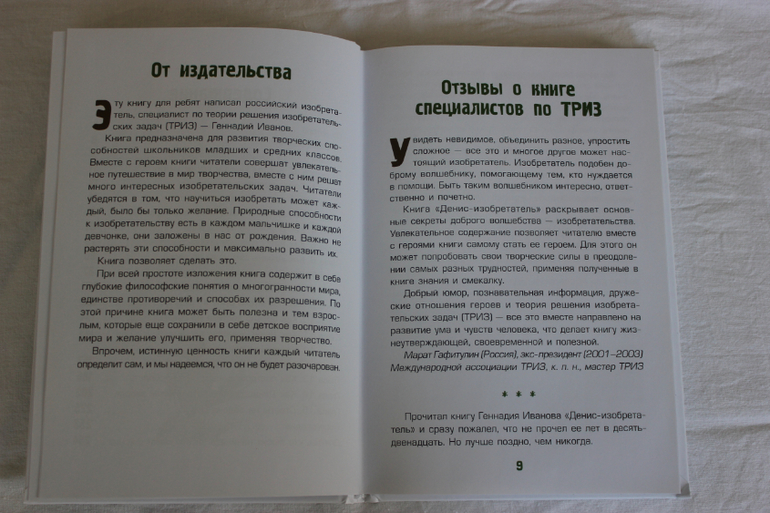 От издательства
Эту книгу для ребят написал российский изобрета-
тель, специалист по теории решения изобретатель-
ских задач (ТРИЗ) — Геннадий Иванов.
Книга предназначена для развития творческих спо-
собностей школьников младших и средних классов.
Вместе с героем книги читатели совершат увлекатель-
ное путешествие в мир творчества, вместе с ним решат
много интересных изобретательских задач. Читатели
убедятся в том, что научиться изобретать может каж-
дый, было бы только желание. Природные способности
к изобретательству есть в каждом мальчишке и каждой
девчонке, они заложены в нас от рождения. Важно не
растерять эти способности и максимально развить их.
Книга позволяет сделать это.
При всей простоте изложения книга содержит в себе
глубокие философские понятия о многогранности мира,
единстве противоречий и способах их разрешения. По
этой причине книга может быть полезна и тем взрос-
лым, которые еще сохранили в себе детское восприятие
мира и желание улучшить его, применяя творчество.
Впрочем, истинную ценность книги каждый читатель
определит сам, и мы надеемся, что он не будет разочарован.
Отзывы о книге
специалистов по ТРИЗ
Увидеть невидимое, объединить разное, упростить
сложное — все это и многое другое может на-
стоящий изобретатель. Изобретатель подобен до-
брому волшебнику, помогающему тем, кто нуждается
в помощи. Быть таким волшебником интересно, ответ-
ственно и почетно.
Книга «Денис-изобретатель» раскрывает основ-
ные секреты доброго волшебства — изобретательства.
Увлекательное содержание позволяет читателю вместе
с героями книги самому стать ее героем. Для этого он
может попробовать свои творческие силы в преодоле-
нии самых разных трудностей, применяя полученные в
книге знания и смекалку.
Добрый юмор, познавательная информация, друже-
ские отношения героев и теория решения изобретатель-
ских задач (ТРИЗ) — все это вместе направлено на
развитие ума и чувств человека, что делает книгу жиз-
неутверждающей, своевременной и полезной.
Марат Гафитулин (Россия), экс-президент (2001–2003)
Международной ассоциации ТРИЗ, к. п. н., мастер ТРИЗ
* * *
Прочитал книгу Геннадия Иванова «Денис-изобрета-
тель» и сразу пожалел, что не прочел ее лет в десять-
двенадцать. Но лучше поздно, чем никогда.
9